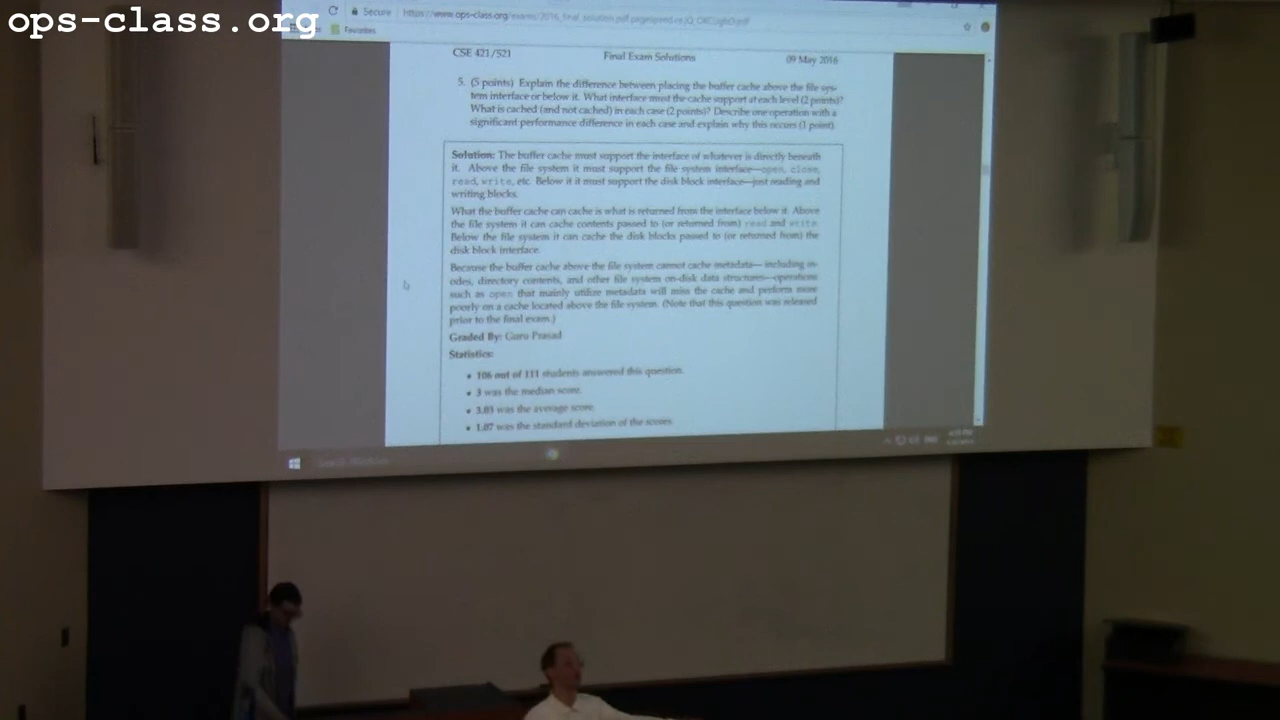 ops-class.org
Secure
Favorites
CSE 421/521 Final Exam Solutions 09 May 2016
5. (5 points) Explain the difference between placing the buffer cache above the file sys-
tem interface or below it. What interface must the cache support at each level (2 points)?
What is cached (and not cached) in each case (2 points)? Describe one operation with a
significant performance difference in each case and explain why this occurs (1 point).
Solution: The buffer cache must support the interface of whatever is directly beneath
it. Above the file system it must support the file system interface—open, close,
read, write, etc. Below it it must support the disk block interface—just reading and
writing blocks.
What the buffer cache can cache is what is returned from the interface below it. Above
the file system it can cache contents passed to (or returned from) read and write.
Below the file system it can cache the disk blocks passed to (or returned from) the
disk block interface.
Because the buffer cache above the file system cannot cache metadata— including in-
odes, directory contents, and other file system on-disk data structures—operations
such as open that mainly utilize metadata will miss the cache and perform more
poorly on a cache located above the file system. (Note that this question was released
prior to the final exam.)
Graded By: Guru Prasad
Statistics:
• 106 out of 111 students answered this question.
• 3 was the median score.
• 3.03 was the average score.
• 1.07 was the standard deviation of the scores.